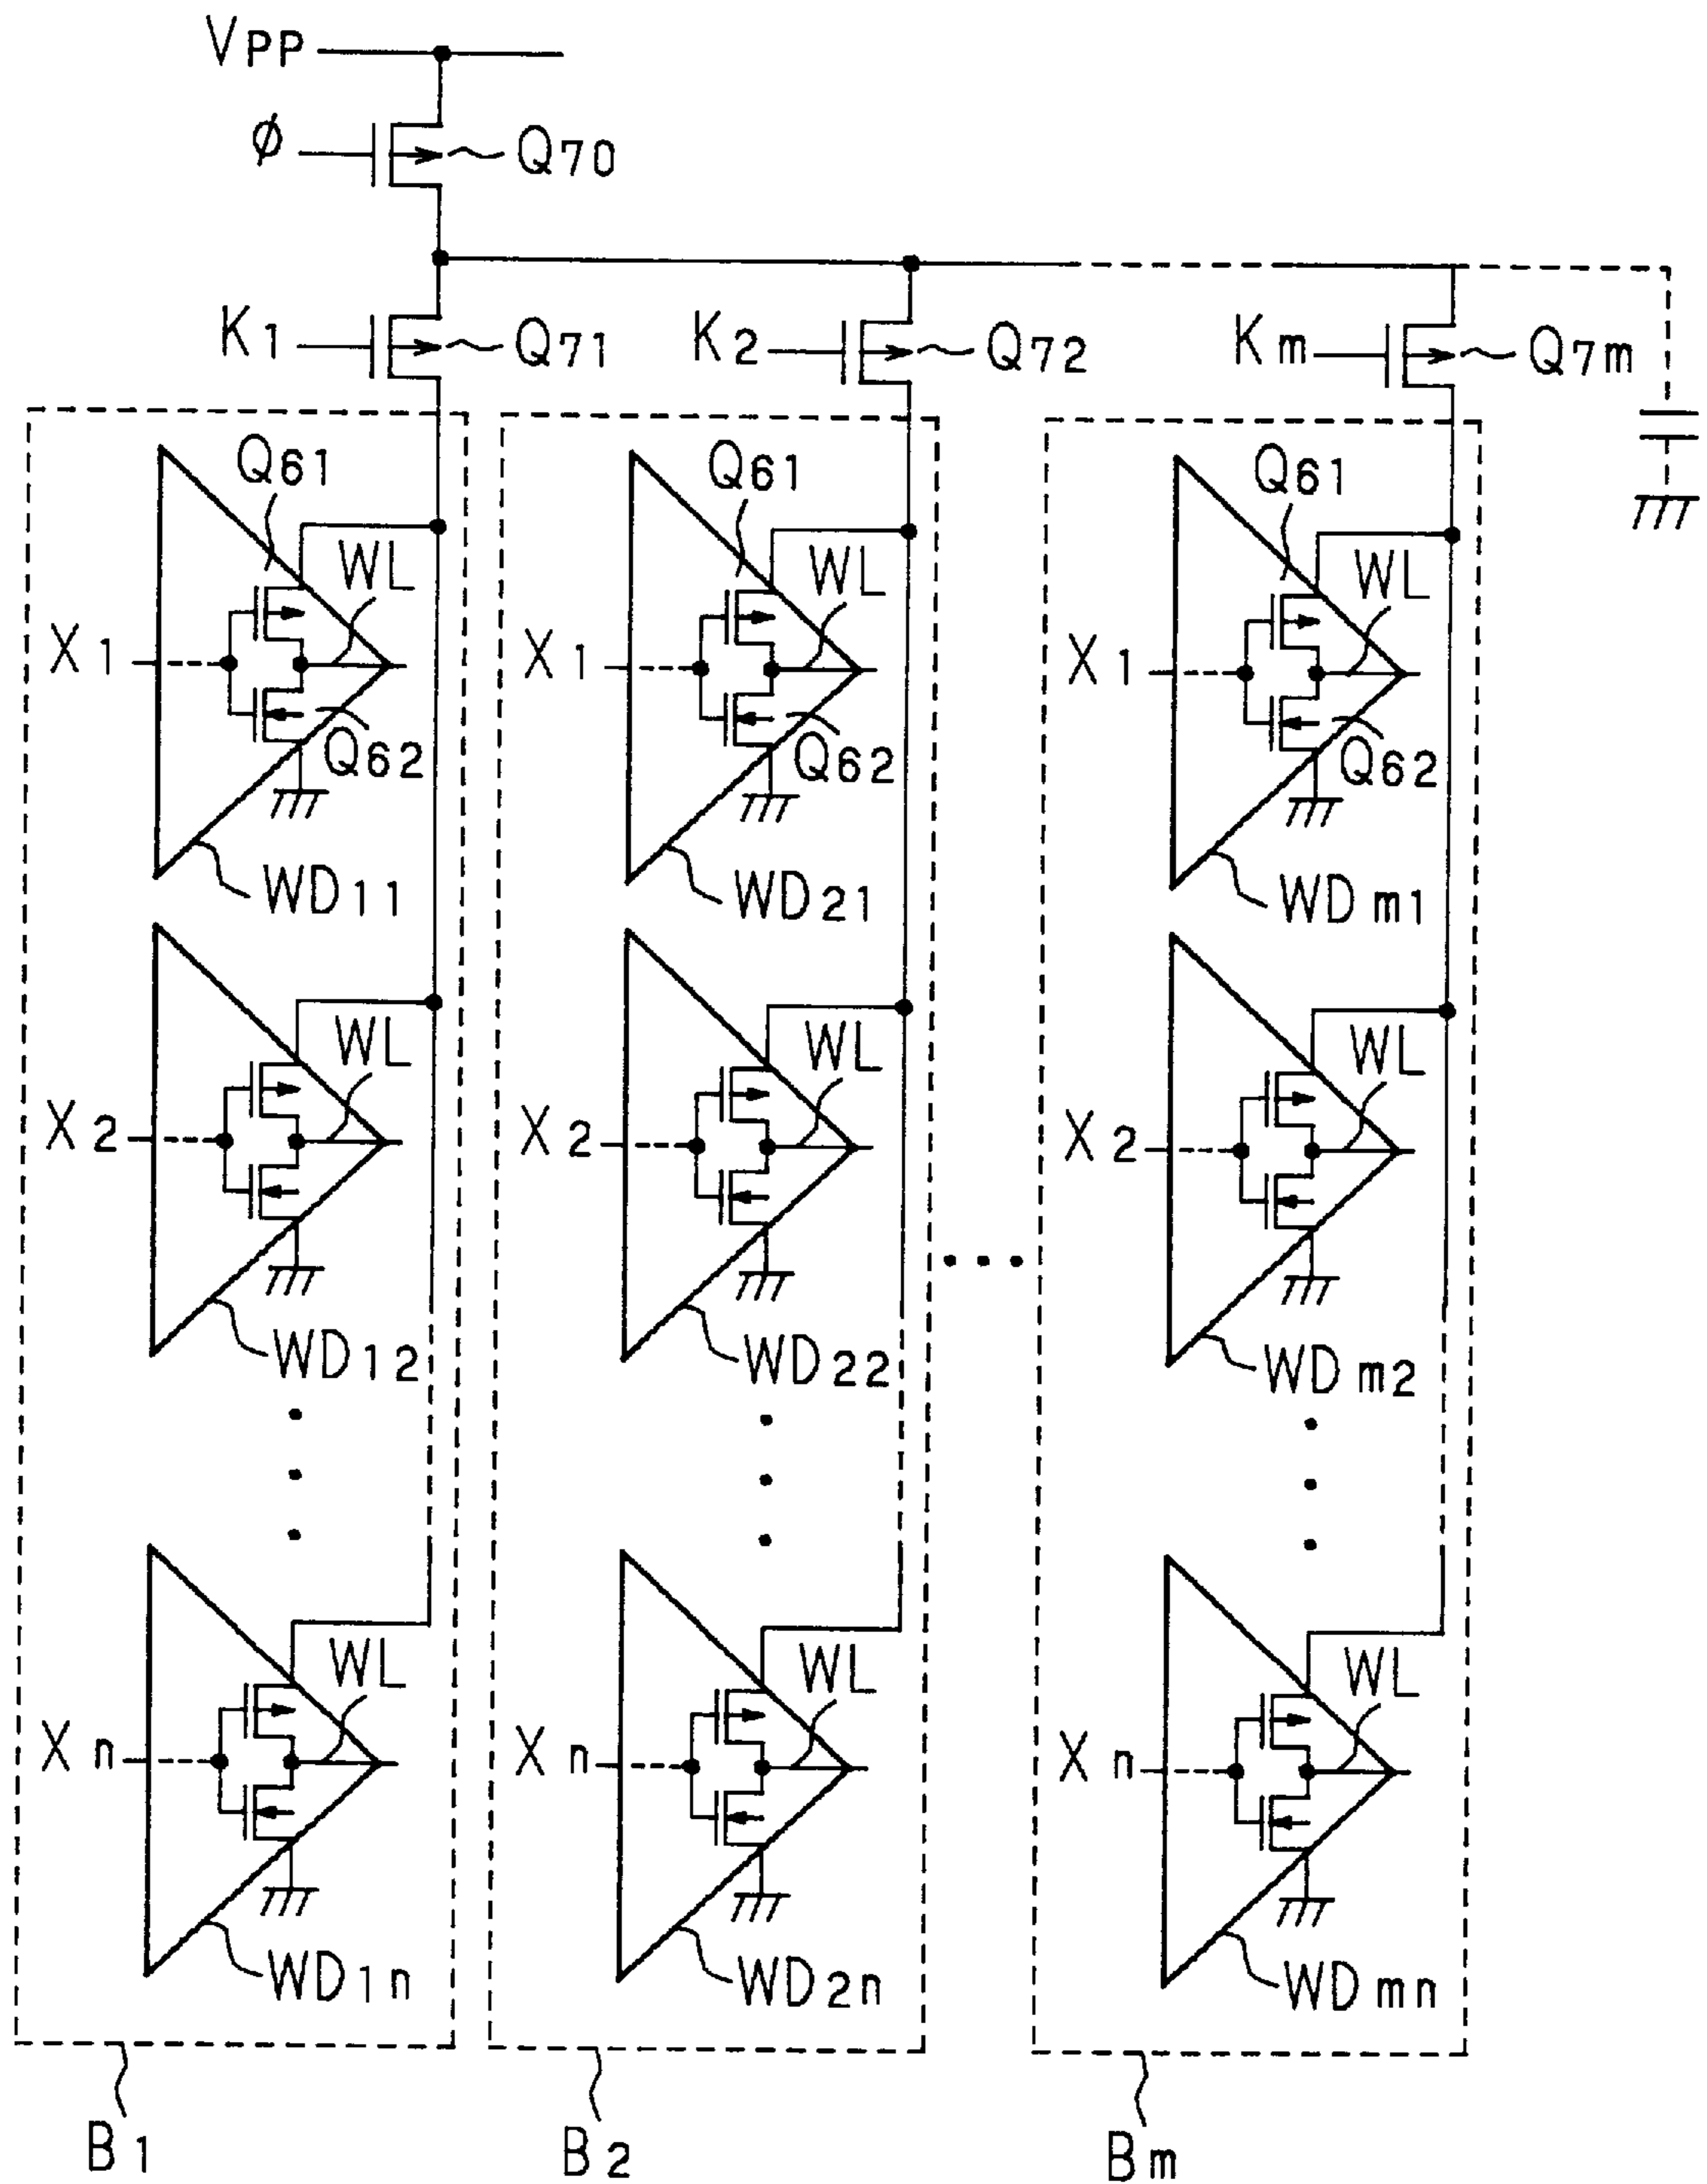 VPP
φ
Q70
K1
Q71
K2
Q72
Km
Q7m
Q61
WL
X1
Q62
WD11
Q61
WL
X1
Q62
WD21
Q61
WL
X1
Q62
WDm1
WL
X2
WD12
WL
X2
WD22
WL
X2
WDm2
WL
Xn
WD1n
WL
Xn
WD2n
WL
Xn
WDmn
B1
B2
Bm